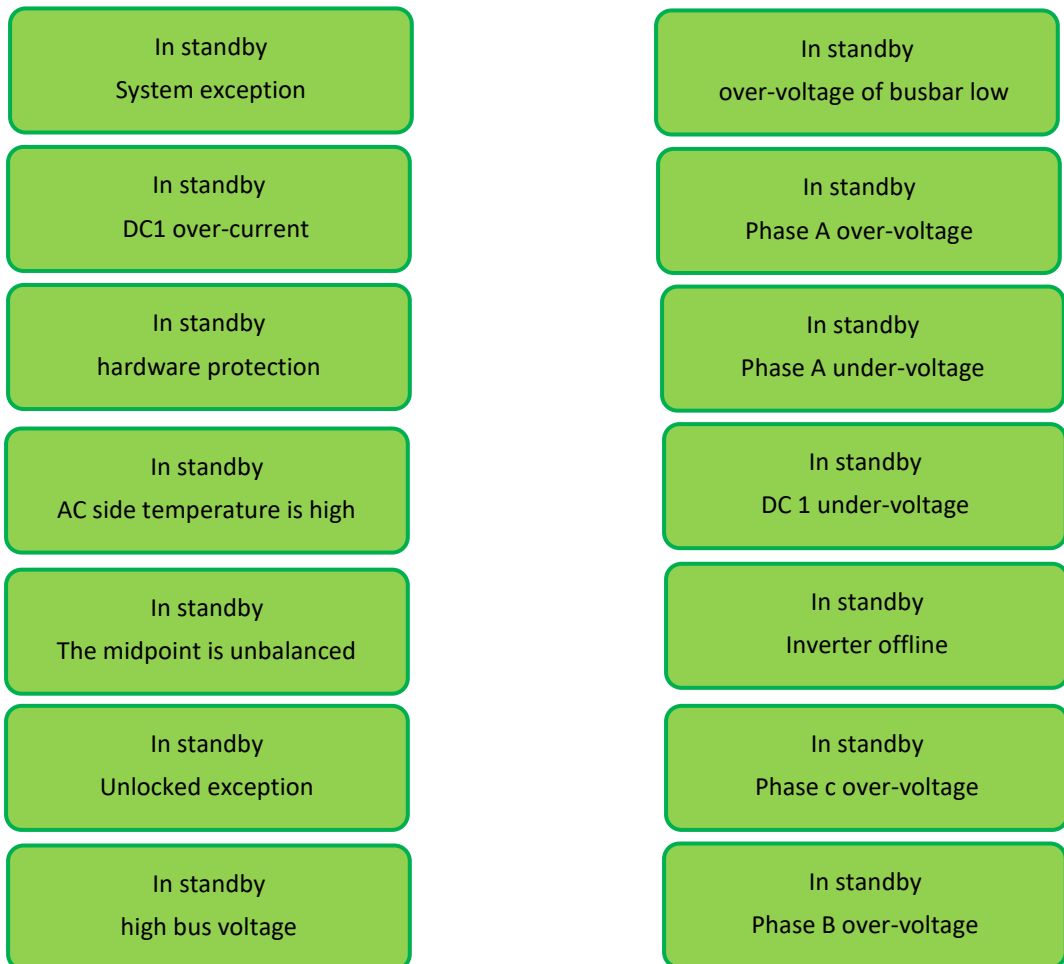 In standby
System exception
In standby
DC1 over-current
In standby
hardware protection
In standby
AC side temperature is high
In standby
The midpoint is unbalanced
In standby
Unlocked exception
In standby
high bus voltage
In standby
over-voltage of busbar low
In standby
Phase A over-voltage
In standby
Phase A under-voltage
In standby
DC 1 under-voltage
In standby
Inverter offline
In standby
Phase c over-voltage
In standby
Phase B over-voltage